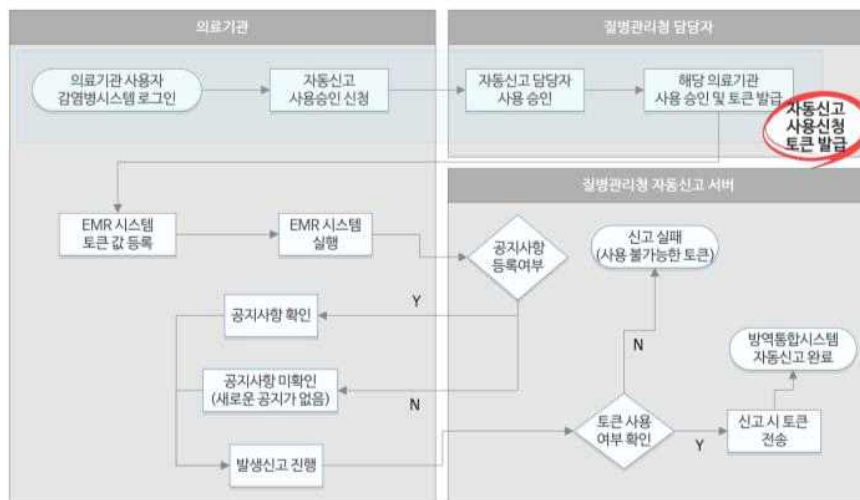 의료기관
질병관리청 담당자
의료기관 사용자
감염병시스템 로그인
자동신고
사용승인 신청
자동신고 담당자
사용 승인
해당 의료기관
사용 승인 및 토큰 발급
자동신고
사용신청
토큰 발급
질병관리청 자동신고 서버
EMR 시스템
토큰 값 등록
EMR 시스템
실행
공지사항
등록여부
신고 실패
(사용 불가능한 토큰)
Y
공지사항 확인
N
방역통합시스템
자동신고 완료
공지사항 미확인
(새로운 공지가 없음)
N
토큰 사용
여부 확인
Y
신고 시 토큰
전송
발생신고 진행